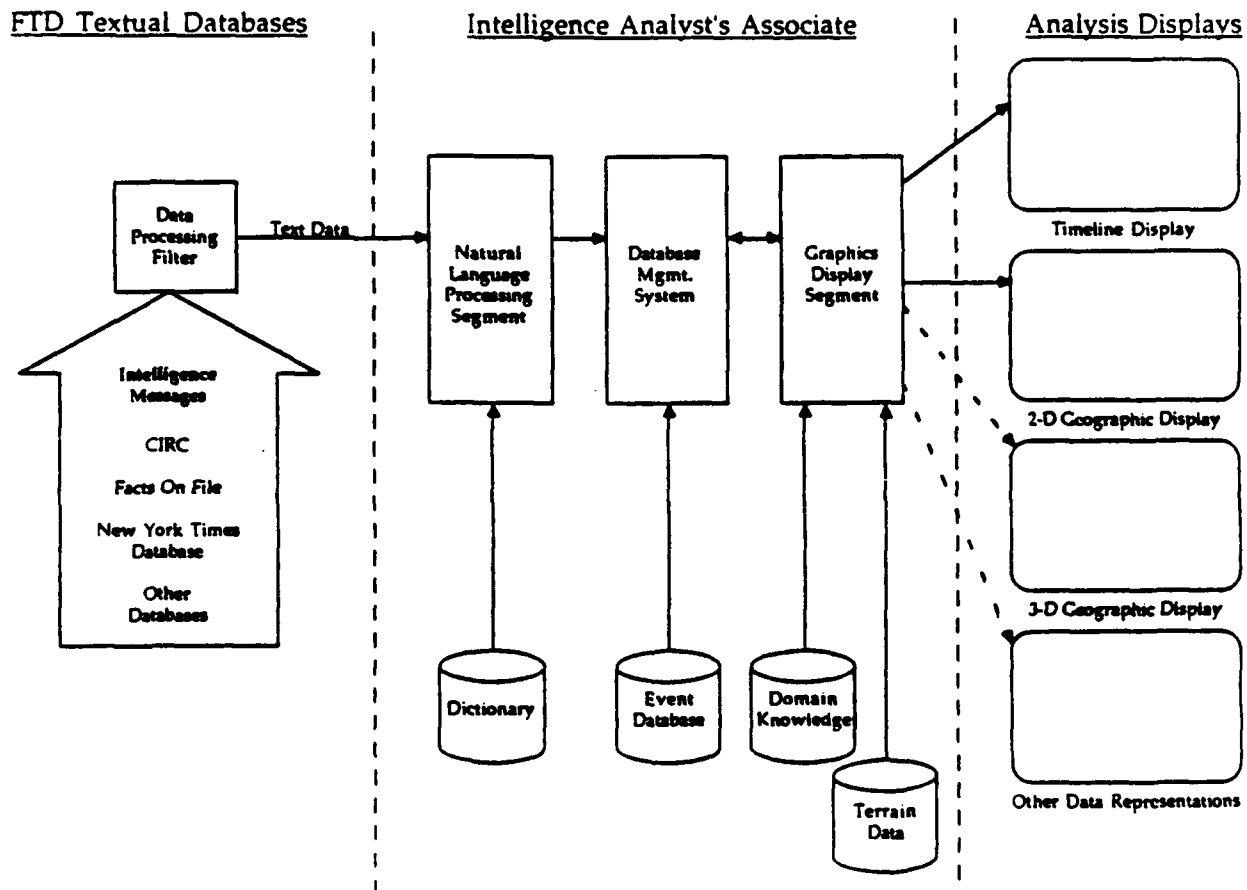 FTD Textual Databases
Intelligence Analyst's Associate
Analysis Displays
Data
Processing
Filter
Text Data
Intelligence
Messages
CIRC
Facts On File
New York Times
Database
Other
Databases
Natural
Language
Processing
Segment
Database
Mgmt.
System
Graphics
Display
Segment
Dictionary
Event
Database
Domain
Knowledge
Terrain
Data
Timeline Display
2-D Geographic Display
3-D Geographic Display
Other Data Representations